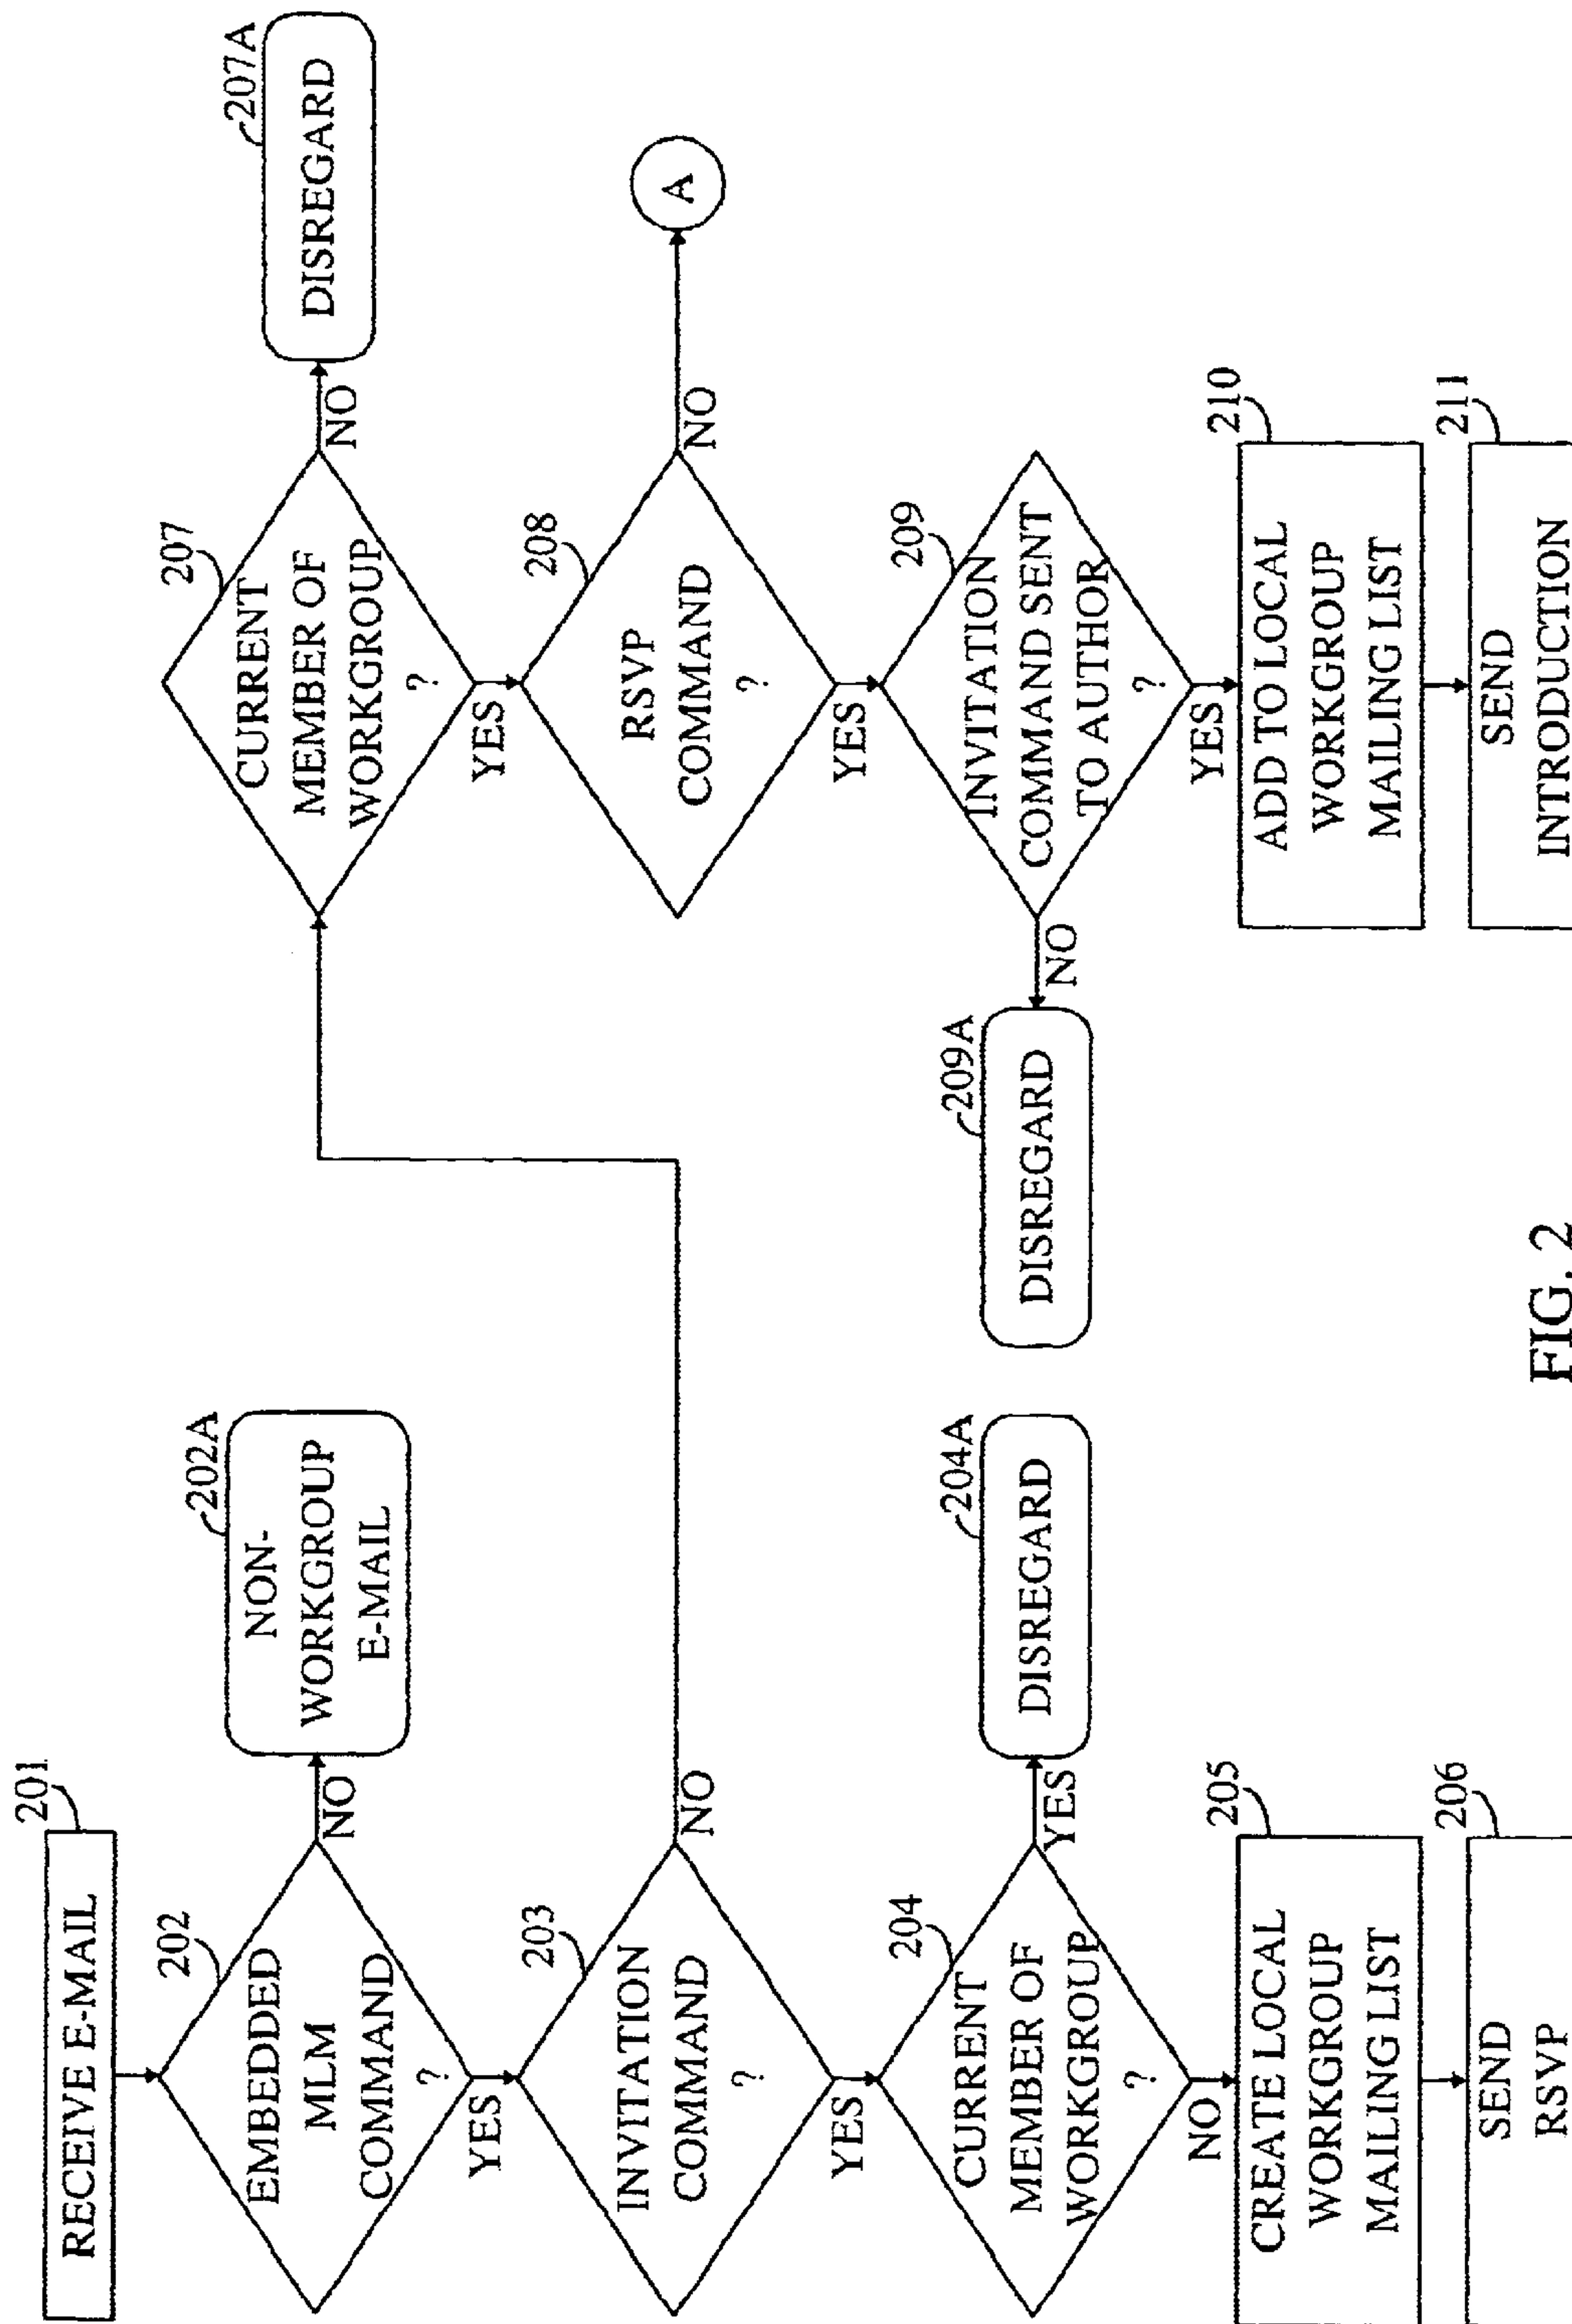 201
RECEIVE E-MAIL
202
EMBEDDED
MLM
COMMAND
?
NO
YES
202A
NON-
WORKGROUP
E-MAIL
203
INVITATION
COMMAND
?
NO
YES
204
CURRENT
MEMBER OF
WORKGROUP
?
YES
NO
204A
DISREGARD
205
CREATE LOCAL
WORKGROUP
MAILING LIST
206
SEND
RSVP
207
CURRENT
MEMBER OF
WORKGROUP
?
NO
YES
207A
DISREGARD
208
RSVP
COMMAND
?
NO
YES
A
209
INVITATION
COMMAND SENT
TO AUTHOR
?
NO
YES
209A
DISREGARD
210
ADD TO LOCAL
WORKGROUP
MAILING LIST
211
SEND
INTRODUCTION
FIG. 2